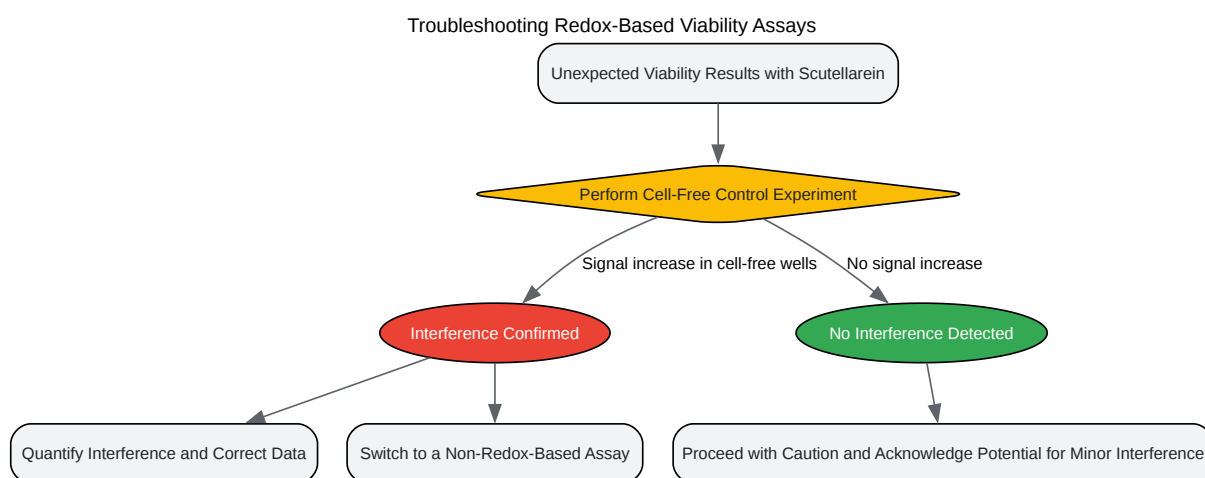 Troubleshooting Redox-Based Viability Assays
Unexpected Viability Results with Scutellarein
Perform Cell-Free Control Experiment
Signal increase in cell-free wells
No signal increase
Interference Confirmed
No Interference Detected
Quantify Interference and Correct Data
Switch to a Non-Redox-Based Assay
Proceed with Caution and Acknowledge Potential for Minor Interference